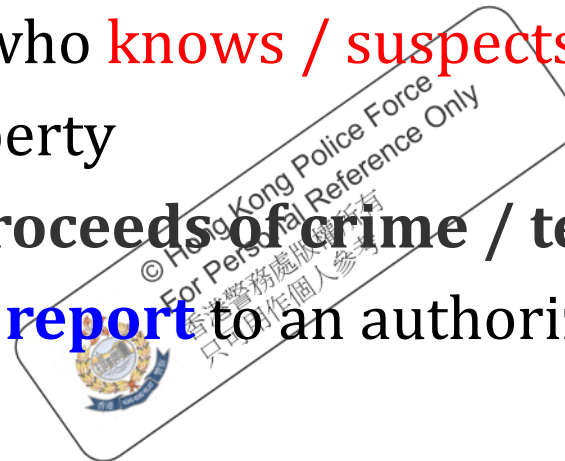 who knows / suspects
perty
roceeds of crime / te
report to an authori
© Hong Kong Police Force
For Personal Reference Only
香港警務處版權所有
只可用作個人參考